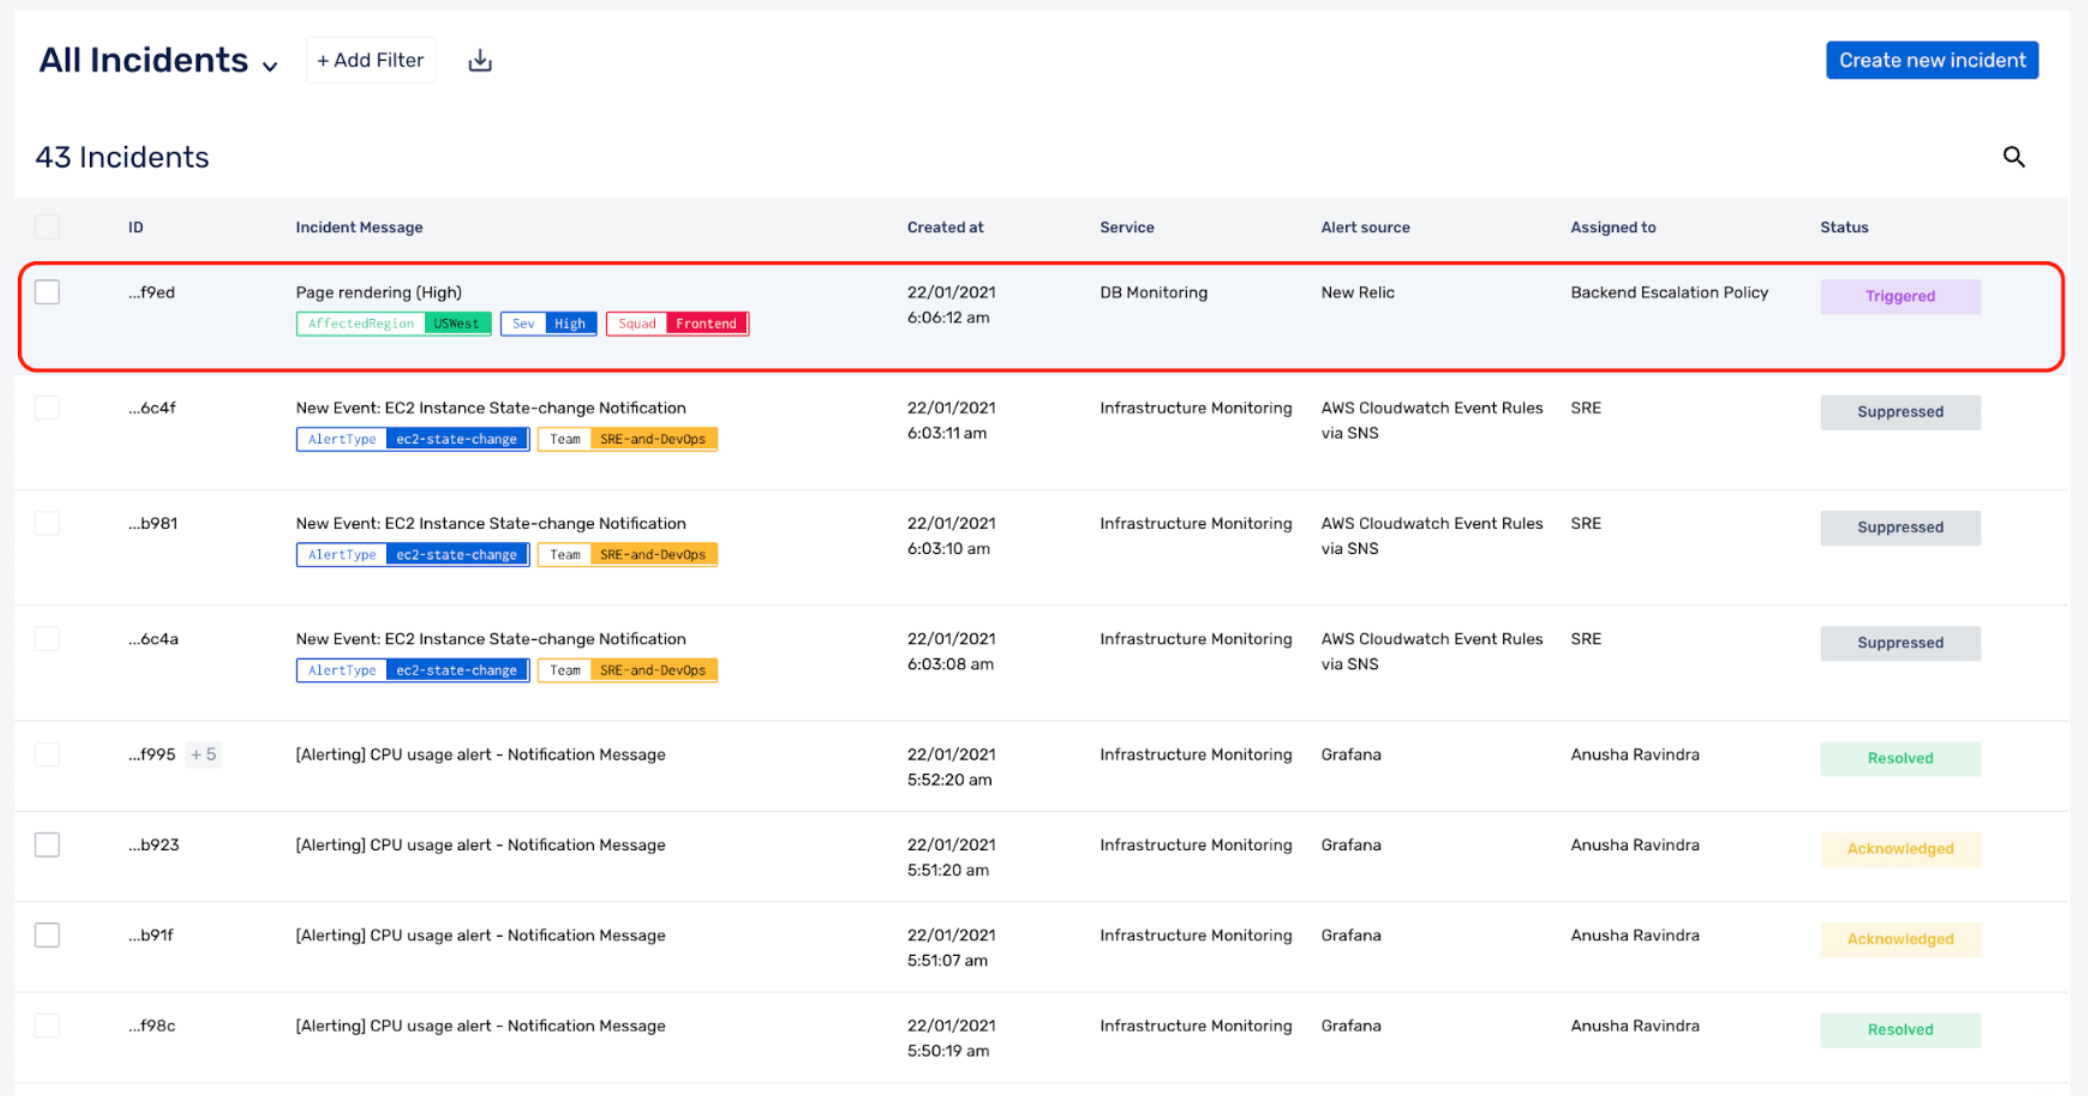 All Incidents + Add Filter Create new incident
43 Incidents
ID Incident Message Created at Service Alert source Assigned to Status
...f9ed Page rendering (High) 22/01/2021 DB Monitoring New Relic Backend Escalation Policy Triggered
AffectedRegion USWest Sev High Squad Frontend 6:06:12 am
...6c4f New Event: EC2 Instance State-change Notification 22/01/2021 Infrastructure Monitoring AWS Cloudwatch Event Rules SRE Suppressed
AlertType ec2-state-change Team SRE-and-DevOps 6:03:11 am via SNS
...b981 New Event: EC2 Instance State-change Notification 22/01/2021 Infrastructure Monitoring AWS Cloudwatch Event Rules SRE Suppressed
AlertType ec2-state-change Team SRE-and-DevOps 6:03:10 am via SNS
...6c4a New Event: EC2 Instance State-change Notification 22/01/2021 Infrastructure Monitoring AWS Cloudwatch Event Rules SRE Suppressed
AlertType ec2-state-change Team SRE-and-DevOps 6:03:08 am via SNS
...f995 + 5 [Alerting] CPU usage alert - Notification Message 22/01/2021 Infrastructure Monitoring Grafana Anusha Ravindra Resolved
5:52:20 am
...b923 [Alerting] CPU usage alert - Notification Message 22/01/2021 Infrastructure Monitoring Grafana Anusha Ravindra Acknowledged
5:51:20 am
...b91f [Alerting] CPU usage alert - Notification Message 22/01/2021 Infrastructure Monitoring Grafana Anusha Ravindra Acknowledged
5:51:07 am
...f98c [Alerting] CPU usage alert - Notification Message 22/01/2021 Infrastructure Monitoring Grafana Anusha Ravindra Resolved
5:50:19 am